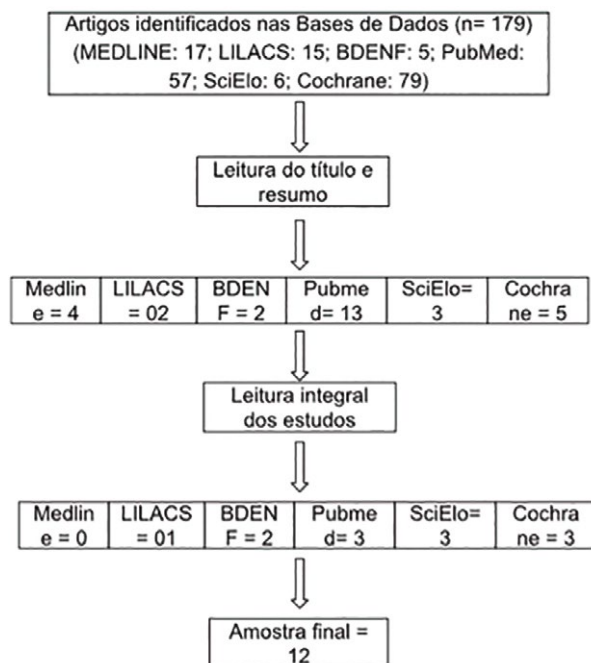 Artigos identificados nas Bases de Dados (n= 179)
(MEDLINE: 17; LILACS: 15; BDENF: 5; PubMed:
57; SciElo: 6; Cochrane: 79)
Leitura do título e
resumo
Medlin
e = 4
LILACS
= 02
BDEN
F = 2
Pubme
d= 13
SciElo=
3
Cochra
ne = 5
Leitura integral
dos estudos
Medlin
e = 0
LILACS
= 01
BDEN
F = 2
Pubme
d= 3
SciElo=
3
Cochra
ne = 3
Amostra final =
12